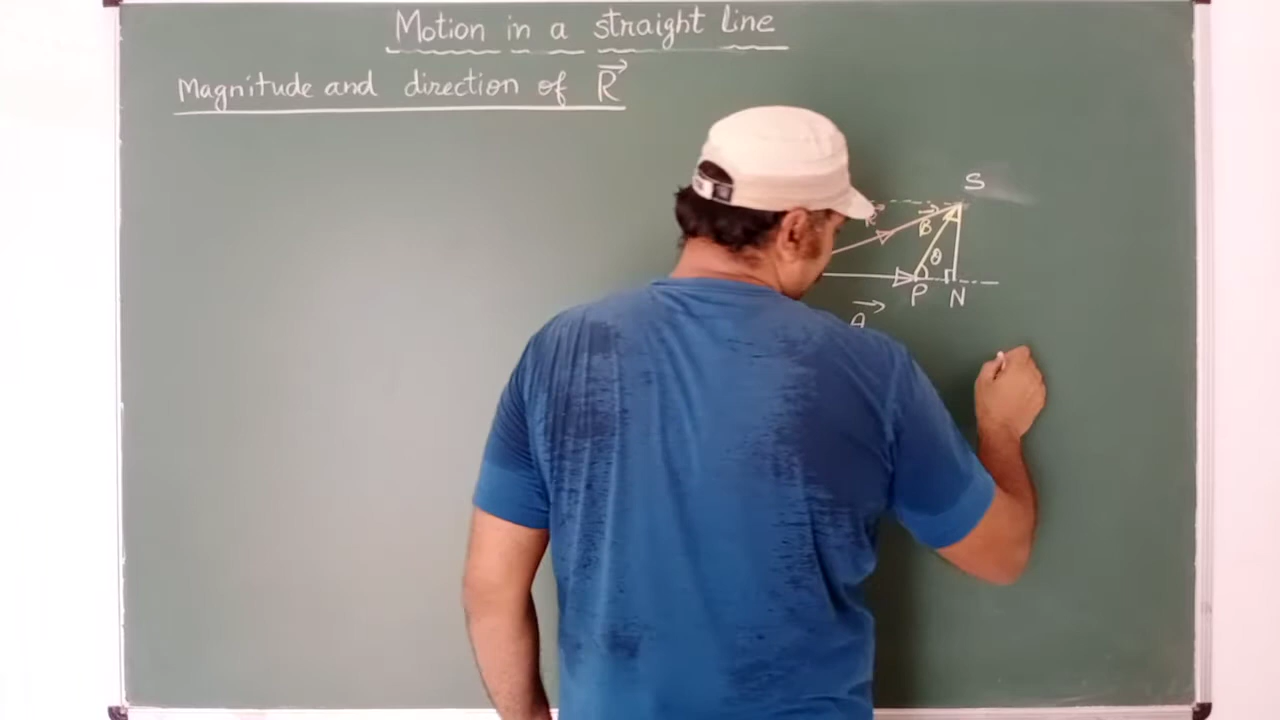 Motion in a straight line
Magnitude and direction of R⃗
S
R⃗ B⃗
θ
P N
A⃗